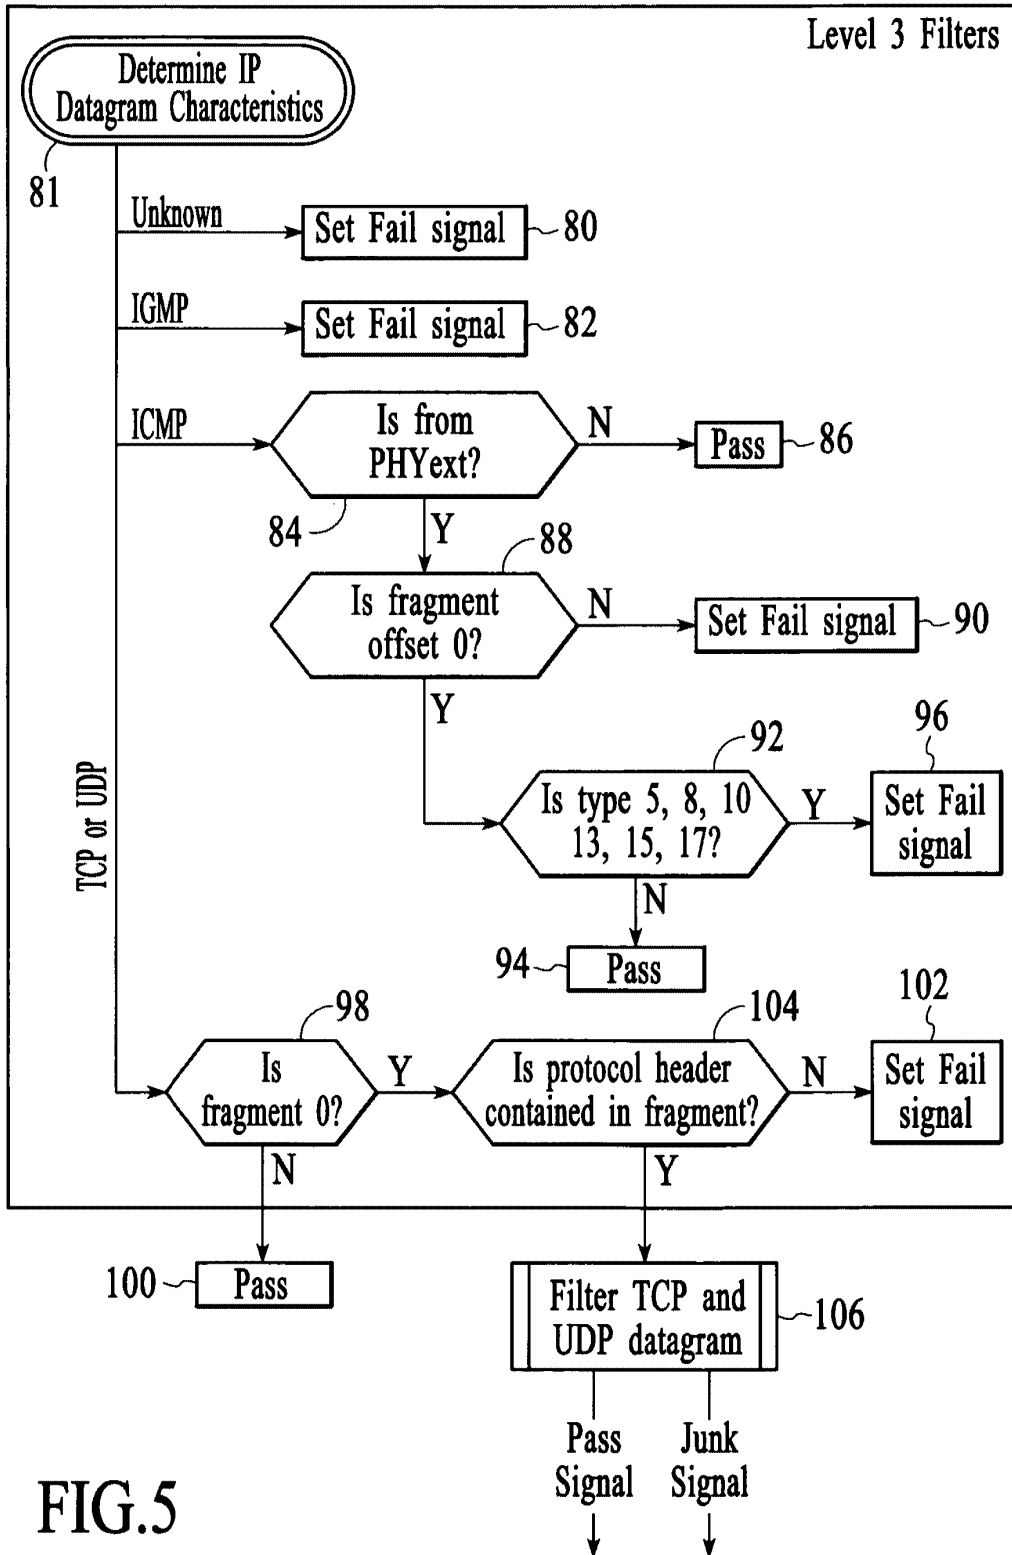 Level 3 Filters
Determine IP
Datagram Characteristics
81
Unknown
Set Fail signal
80
IGMP
Set Fail signal
82
ICMP
Is from
PHYext?
N
Pass
86
84
Y
88
Is fragment
offset 0?
N
Set Fail signal
90
Y
92
96
Is type 5, 8, 10
13, 15, 17?
Y
Set Fail
signal
N
94
Pass
TCP or UDP
98
104
102
Is
fragment 0?
Y
Is protocol header
contained in fragment?
N
Set Fail
signal
N
Y
100
Pass
Filter TCP and
UDP datagram
106
Pass
Signal
Junk
Signal
FIG.5